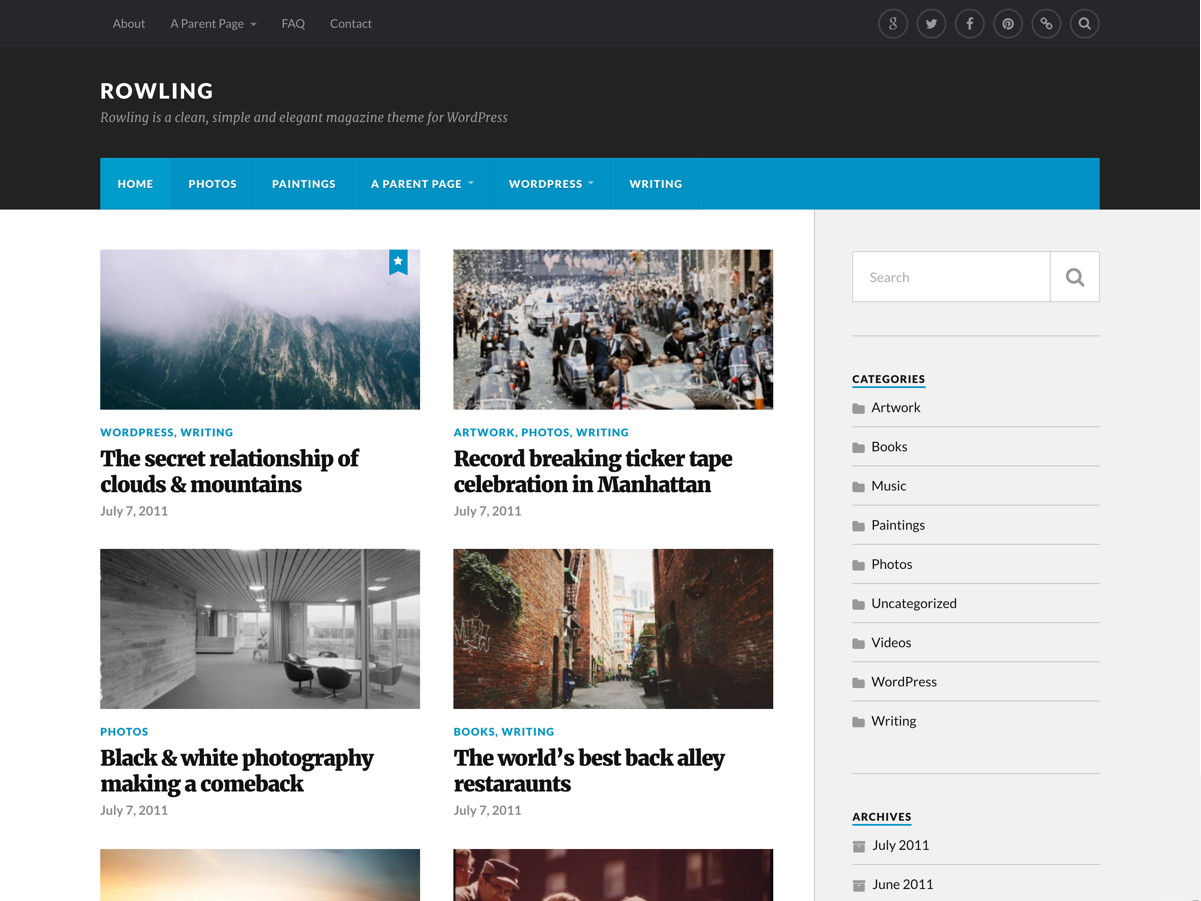 About A Parent Page FAQ Contact
ROWLING
Rowling is a clean, simple and elegant magazine theme for WordPress
HOME PHOTOS PAINTINGS A PARENT PAGE WORDPRESS WRITING
WORDPRESS, WRITING
The secret relationship of
clouds & mountains
July 7, 2011
ARTWORK, PHOTOS, WRITING
Record breaking ticker tape
celebration in Manhattan
July 7, 2011
PHOTOS
Black & white photography
making a comeback
July 7, 2011
BOOKS, WRITING
The world’s best back alley
restaraunts
July 7, 2011
Search
CATEGORIES
Artwork
Books
Music
Paintings
Photos
Uncategorized
Videos
WordPress
Writing
ARCHIVES
July 2011
June 2011